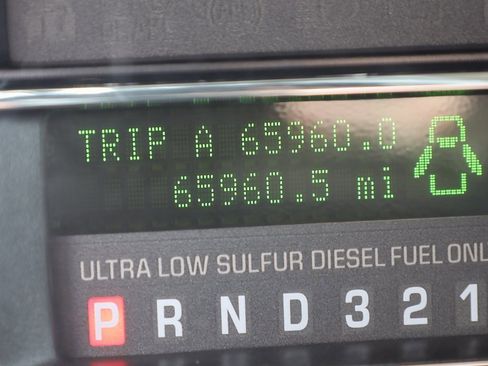 TRIP A 65960.0
65960.5 mi
ULTRA LOW SULFUR DIESEL FUEL ONL
P R N D 3 2 1